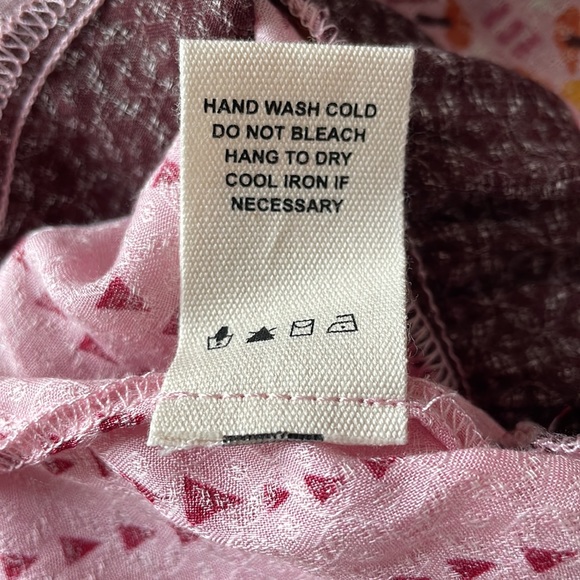 HAND WASH COLD
DO NOT BLEACH
HANG TO DRY
COOL IRON IF
NECESSARY